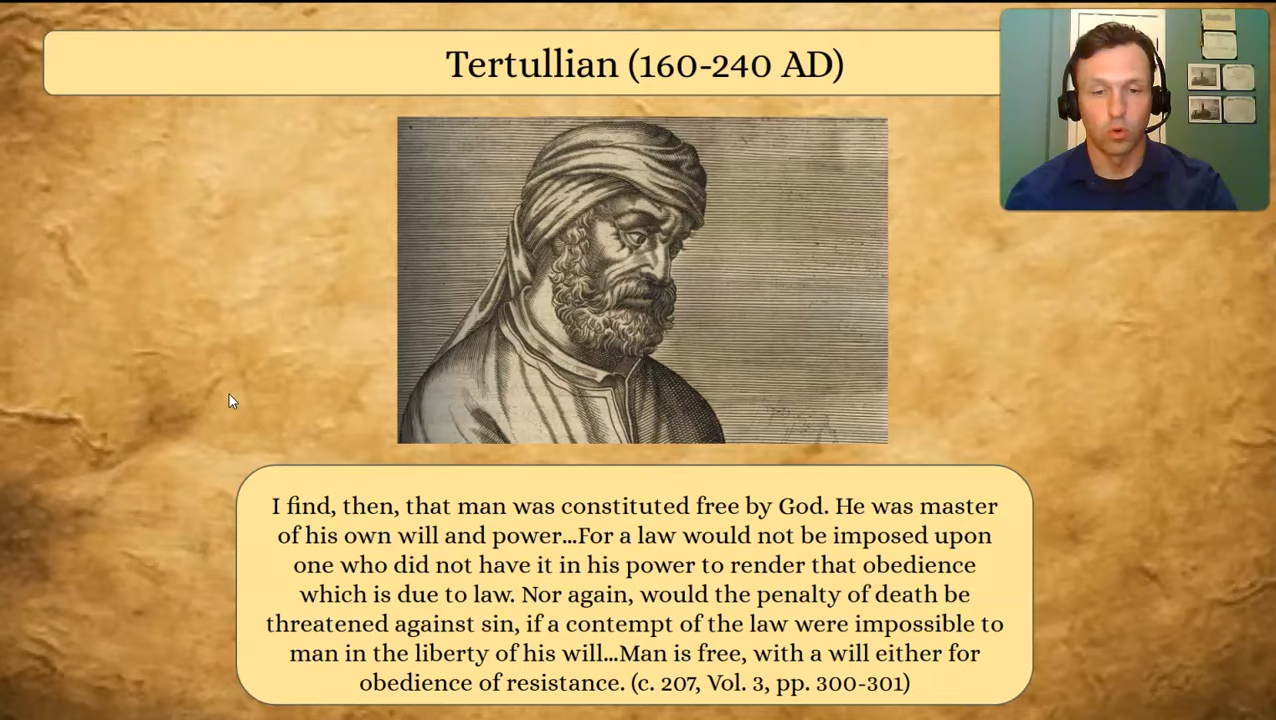 Tertullian (160-240 AD)
I find, then, that man was constituted free by God. He was master
of his own will and power...For a law would not be imposed upon
one who did not have it in his power to render that obedience
which is due to law. Nor again, would the penalty of death be
threatened against sin, if a contempt of the law were impossible to
man in the liberty of his will...Man is free, with a will either for
obedience of resistance. (c. 207, Vol. 3, pp. 300-301)